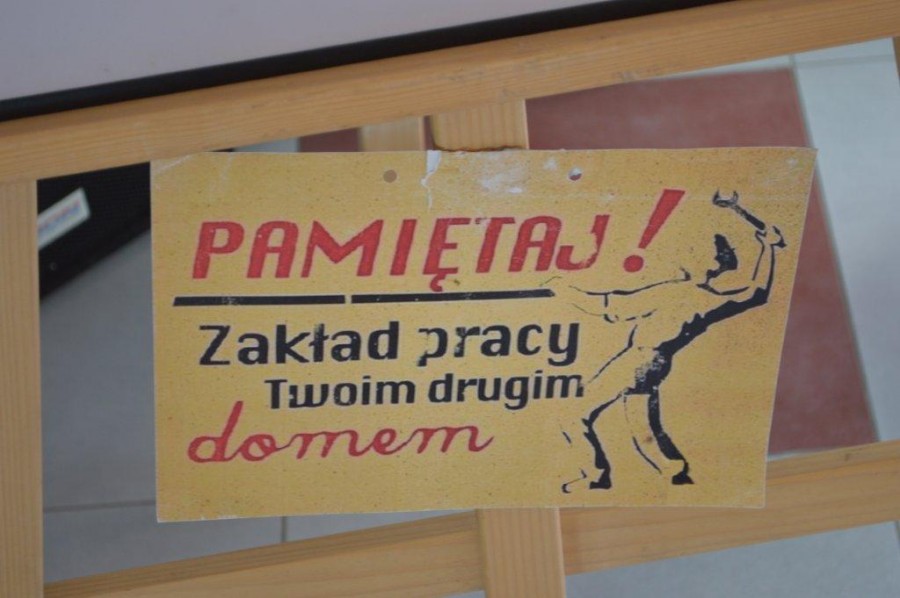 PAMIĘTAJ!
Zakład pracy
Twoim drugim
domem